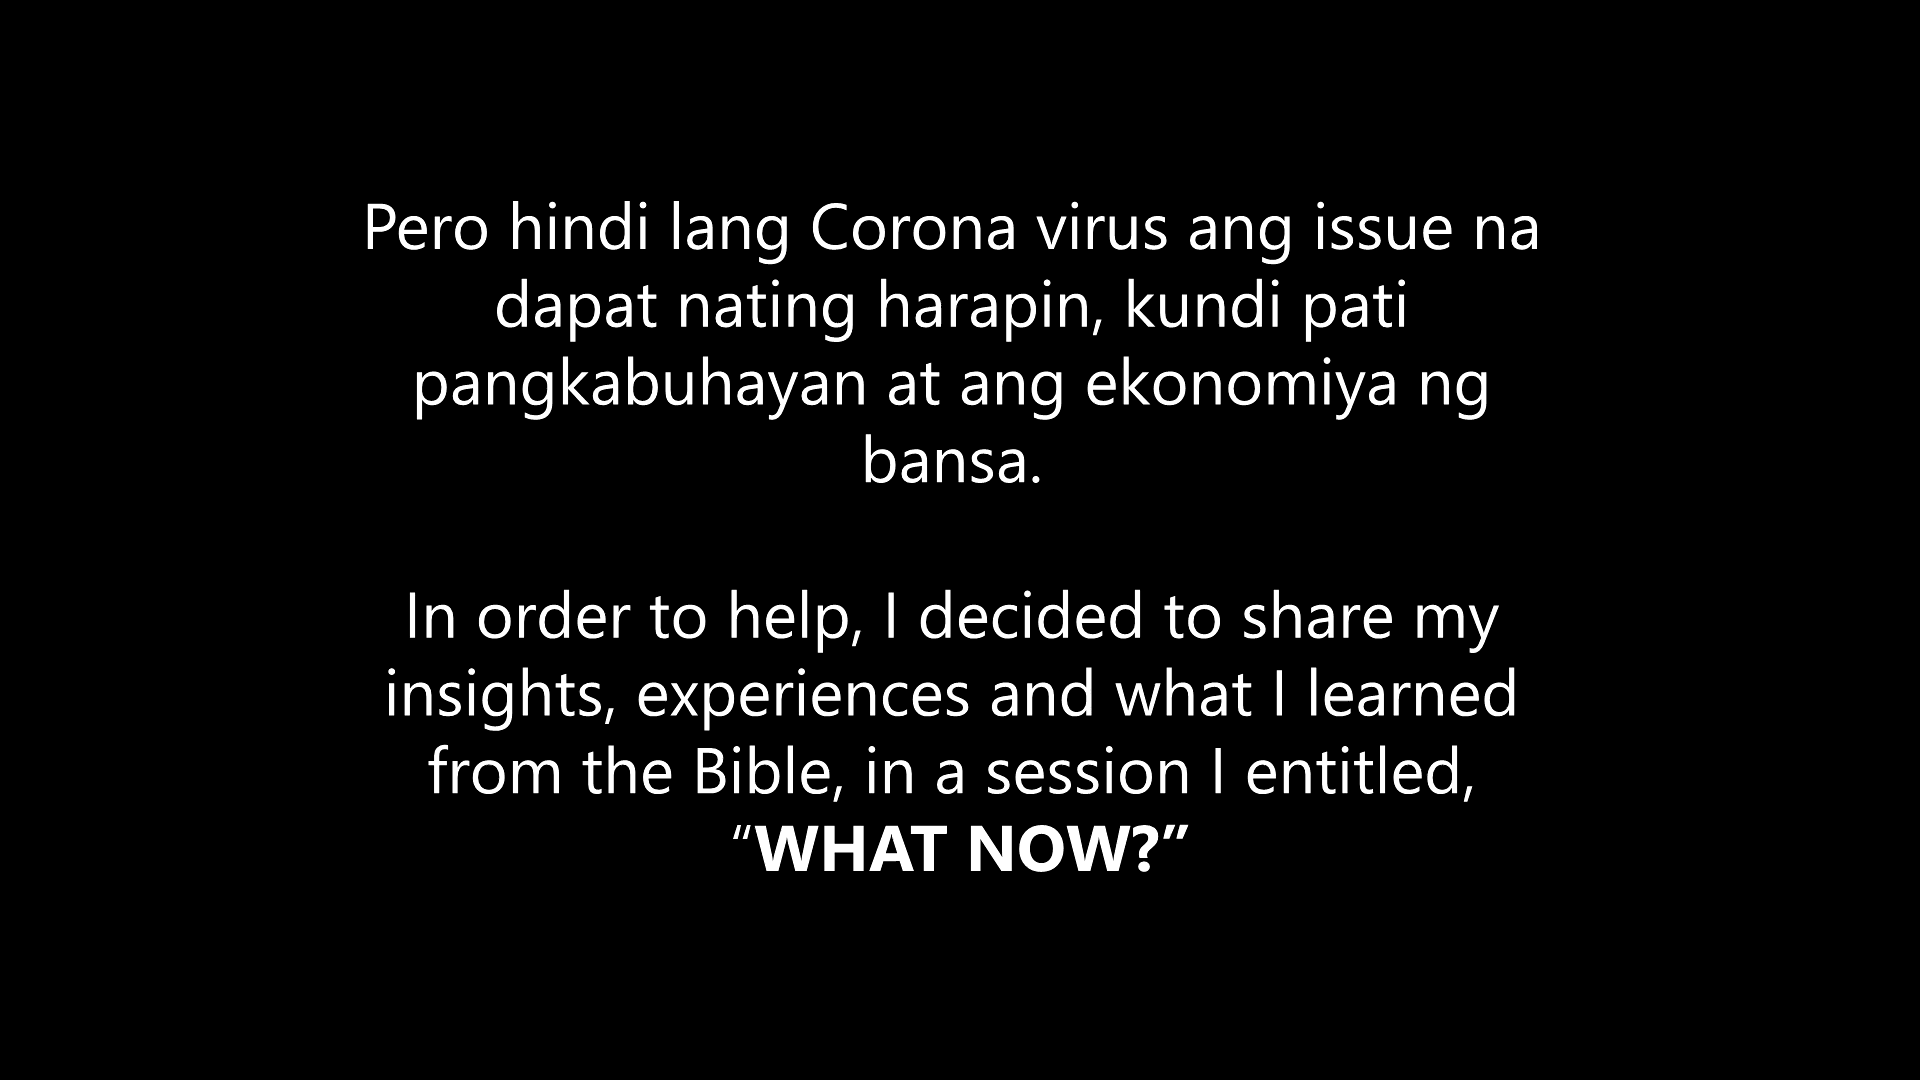 Pero hindi lang Corona virus ang issue na
dapat nating harapin, kundi pati
pangkabuhayan at ang ekonomiya ng
bansa.
In order to help, I decided to share my
insights, experiences and what I learned
from the Bible, in a session I entitled,
“WHAT NOW?”